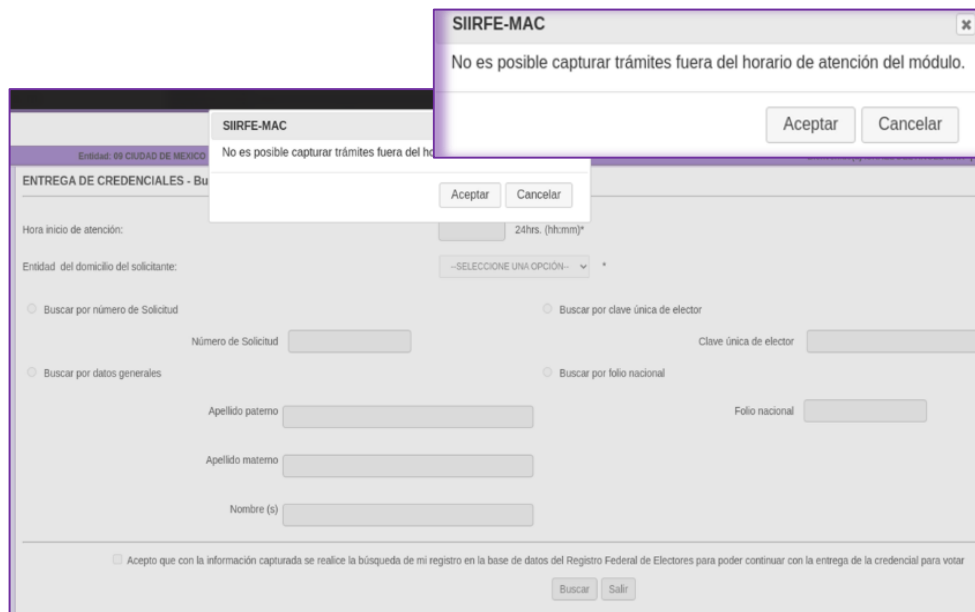 SIIRFE-MAC
No es posible capturar trámites fuera del horario de atención del módulo.
Aceptar Cancelar
SIIRFE-MAC
No es posible capturar trámites fuera del
Aceptar Cancelar
Entidad: 09 CIUDAD DE MEXICO
ENTREGA DE CREDENCIALES -
Hora inicio de atención: 24hrs. (hh:mm)*
Entidad del domicilio del solicitante: --SELECCIONE UNA OPCIÓN-- *
Buscar por número de Solicitud Buscar por clave única de elector
Número de Solicitud Clave única de elector
Buscar por datos generales Buscar por folio nacional
Apellido paterno Folio nacional
Apellido materno
Nombre (s)
Acepto que con la información capturada se realice la búsqueda de mi registro en la base de datos del Registro Federal de Electores para poder continuar con la entrega de la credencial para votar
Buscar Salir